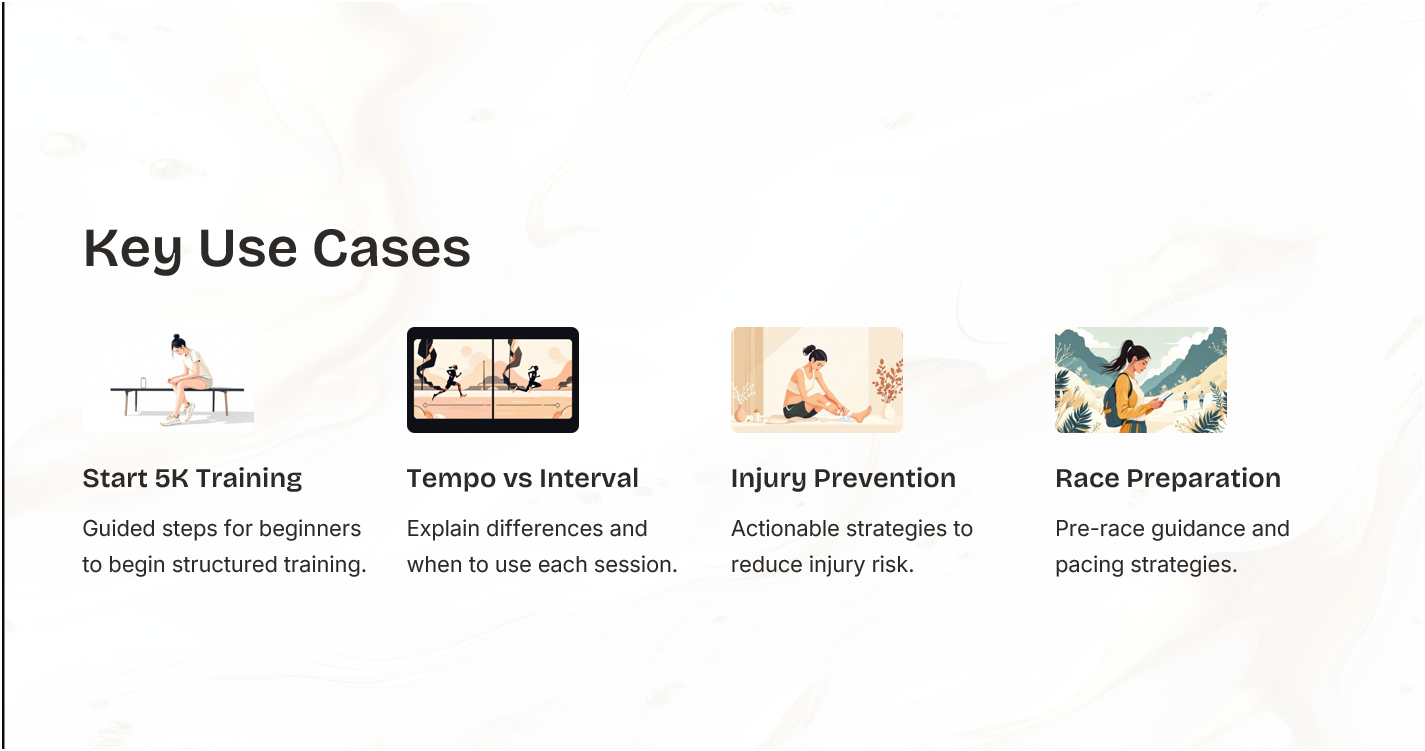 Key Use Cases
Start 5K Training
Guided steps for beginners
to begin structured training.
Tempo vs Interval
Explain differences and
when to use each session.
Injury Prevention
Actionable strategies to
reduce injury risk.
Race Preparation
Pre-race guidance and
pacing strategies.